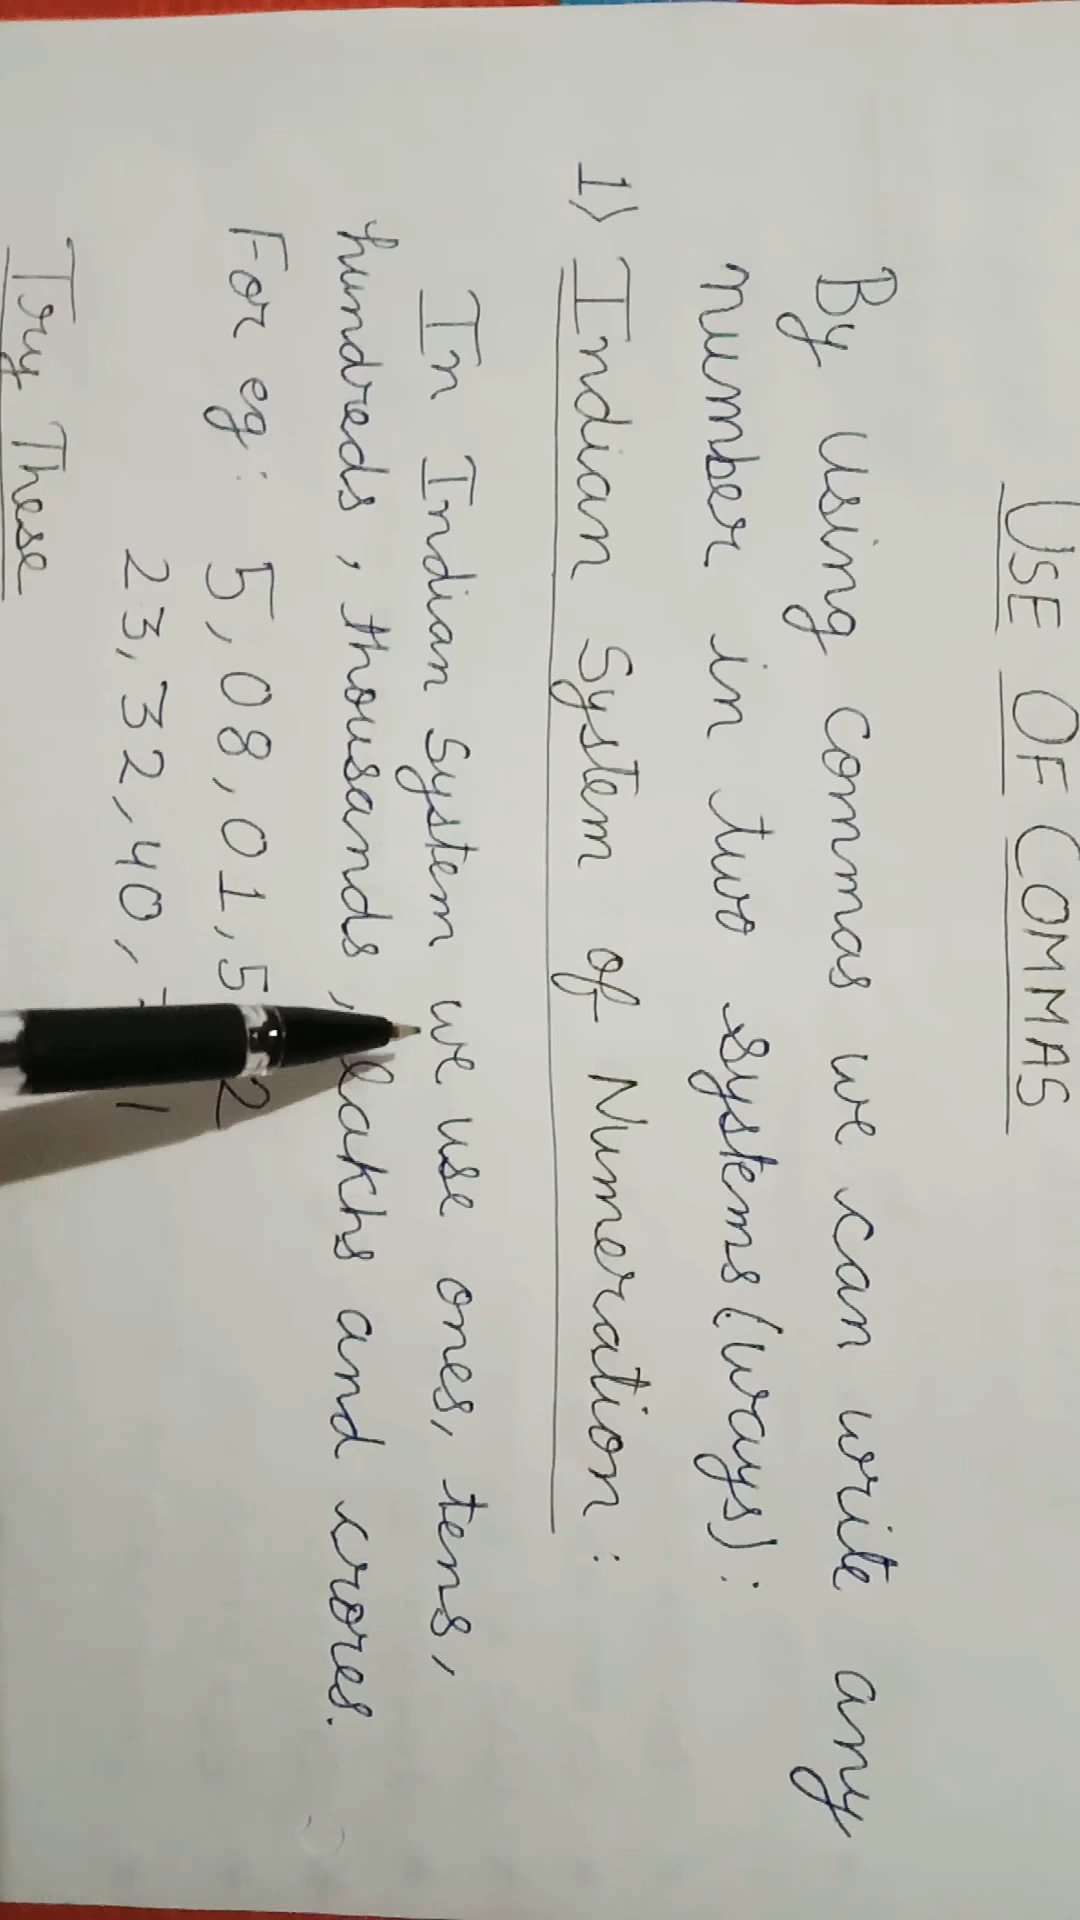 USE OF COMMAS
By using commas we can write any
number in two systems (ways):
1) Indian System of Numeration:
In Indian System we use ones, tens,
hundreds, thousands, lakhs and crores.
For eg: 5,08,01,5 2
23,32,40,
Try These